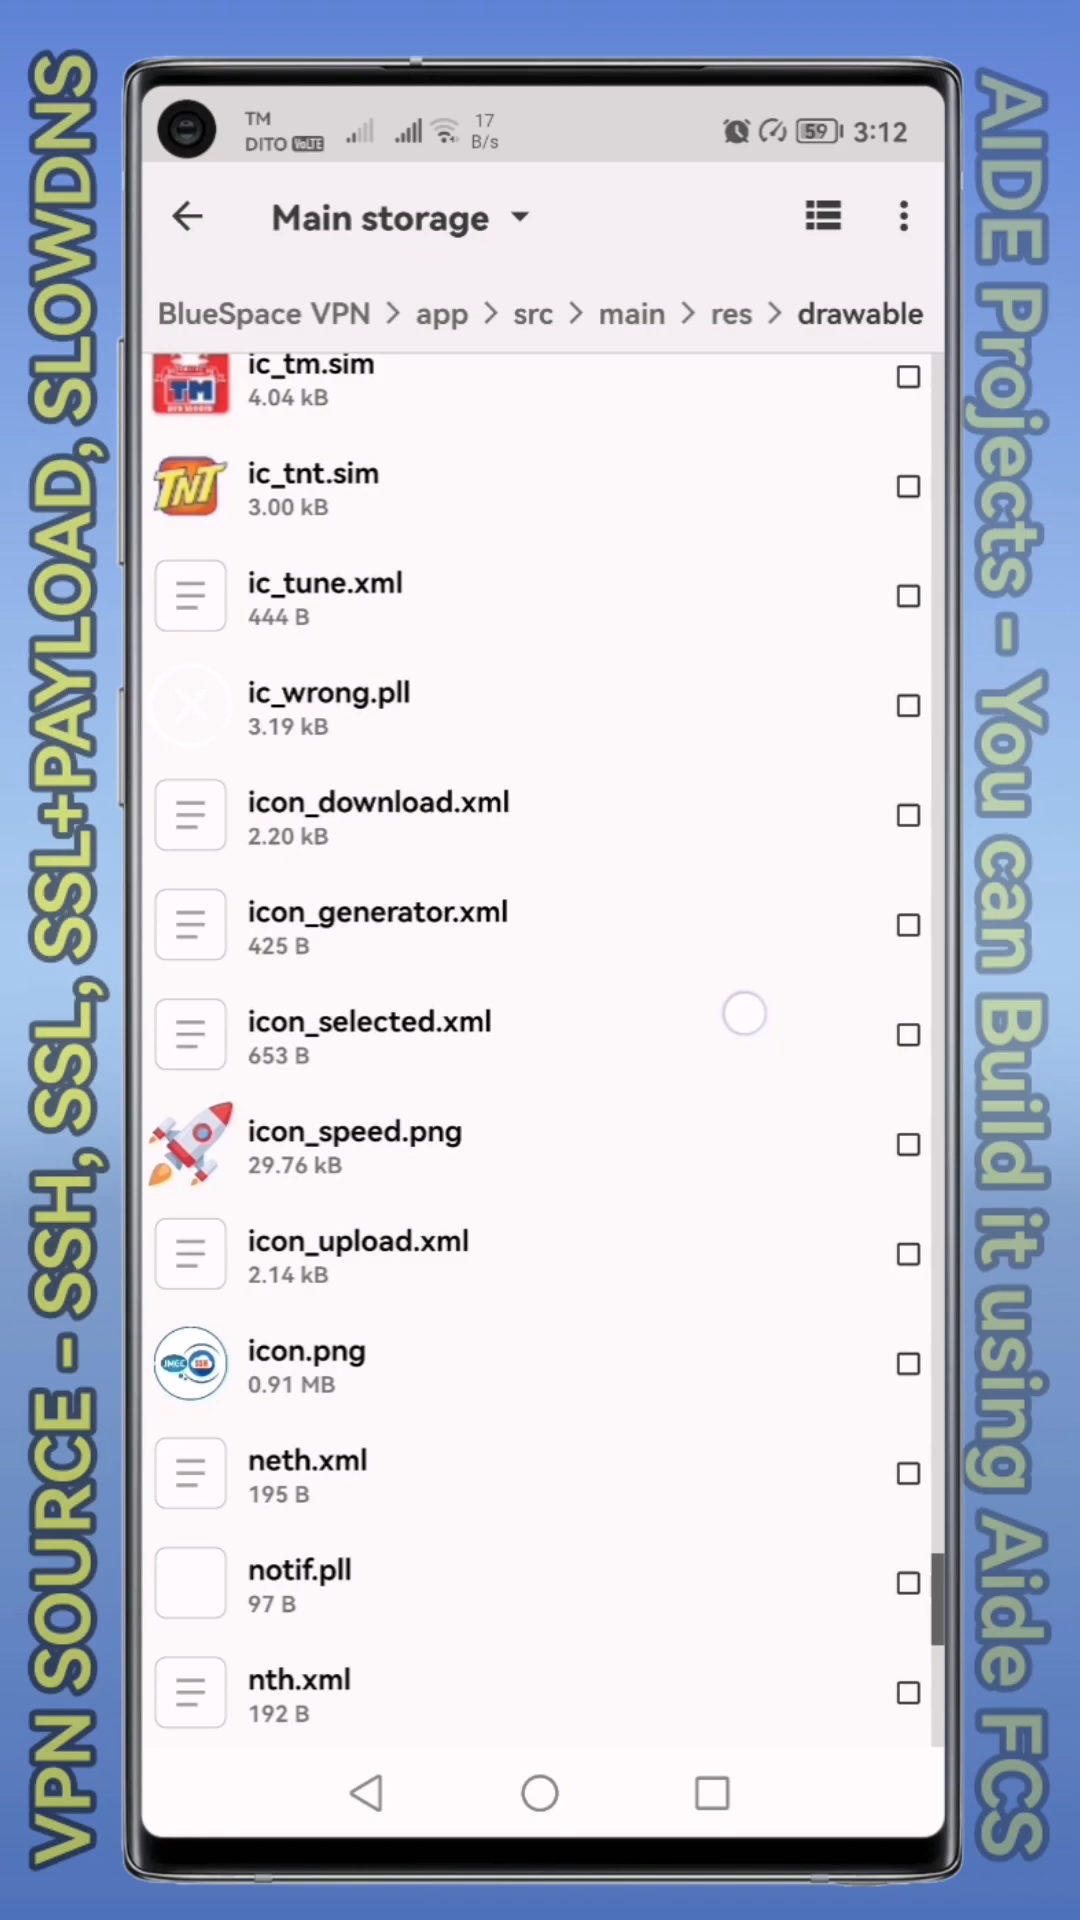 VPN SOURCE - SSH, SSL, SSL+PAYLOAD, SLOWDNS
TM
DITO VoLTE
17
B/s
59
3:12
Main storage
BlueSpace VPN > app > src > main > res > drawable
ic_tm.sim
4.04 kB
TM
ic_tnt.sim
3.00 kB
TNT
ic_tune.xml
444 B
ic_wrong.pll
3.19 kB
icon_download.xml
2.20 kB
icon_generator.xml
425 B
icon_selected.xml
653 B
icon_speed.png
29.76 kB
icon_upload.xml
2.14 kB
icon.png
0.91 MB
neth.xml
195 B
notif.pll
97 B
nth.xml
192 B
AIDE Projects - You can Build it using Aide FCS